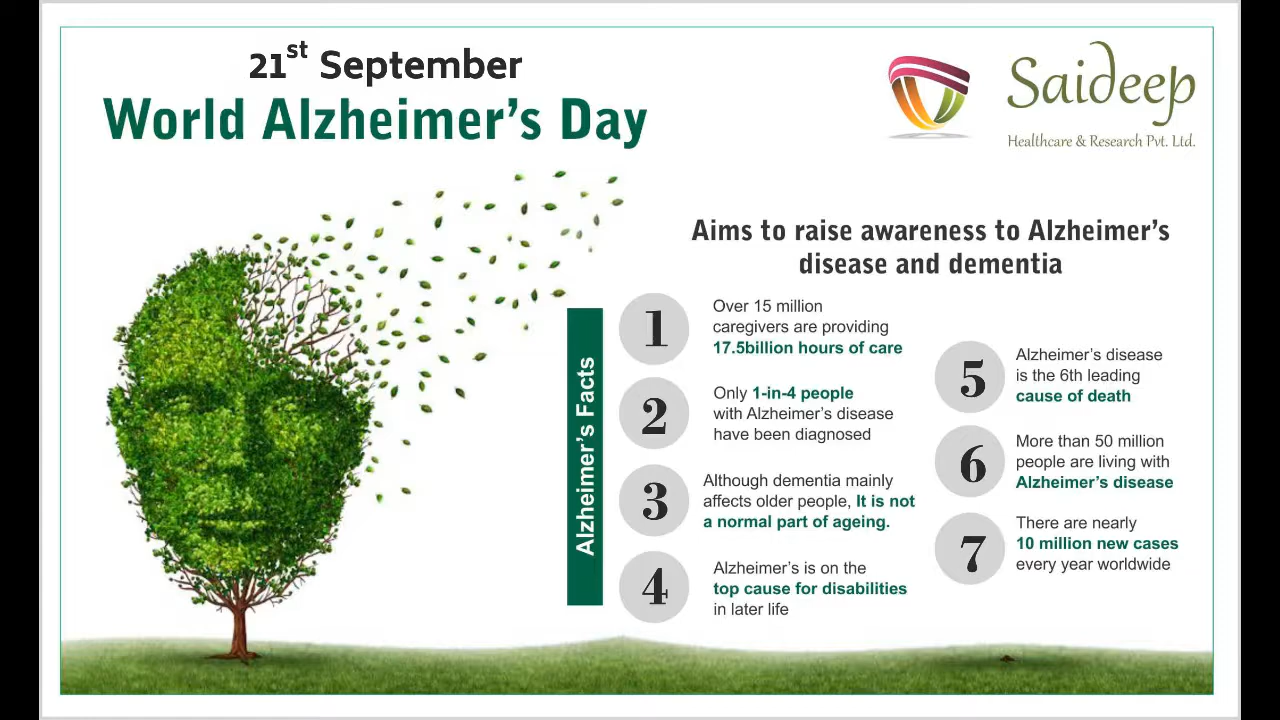 21st September
World Alzheimer's Day
Saideep
Healthcare & Research Pvt. Ltd.
Aims to raise awareness to Alzheimer's
disease and dementia
Alzheimer's Facts
1
Over 15 million
caregivers are providing
17.5billion hours of care
2
Only 1-in-4 people
with Alzheimer's disease
have been diagnosed
3
Although dementia mainly
affects older people, It is not
a normal part of ageing.
4
Alzheimer's is on the
top cause for disabilities
in later life
5
Alzheimer's disease
is the 6th leading
cause of death
6
More than 50 million
people are living with
Alzheimer's disease
7
There are nearly
10 million new cases
every year worldwide